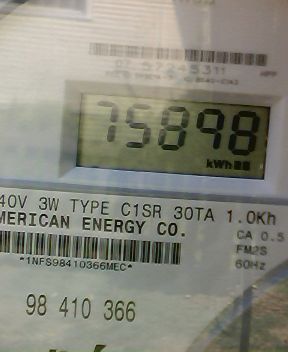 75898
kWh
40V 3W TYPE C1SR 30TA 1.0Kh
MERICAN ENERGY CO.
CA 0.5
FM2S
60Hz
*1NFS98410366MEC*
98 410 366